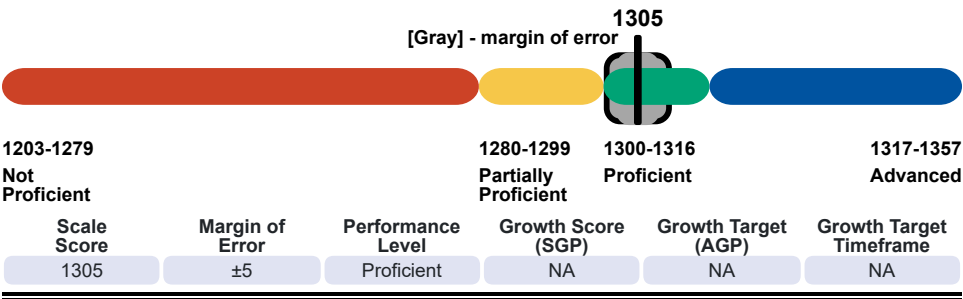 1305
[Gray] - margin of error
1203-1279 1280-1299 1300-1316 1317-1357
Not Partially Proficient Advanced
Proficient Proficient
Scale Margin of Performance Growth Score Growth Target Growth Target
Score Error Level (SGP) (AGP) Timeframe
1305 ±5 Proficient NA NA NA